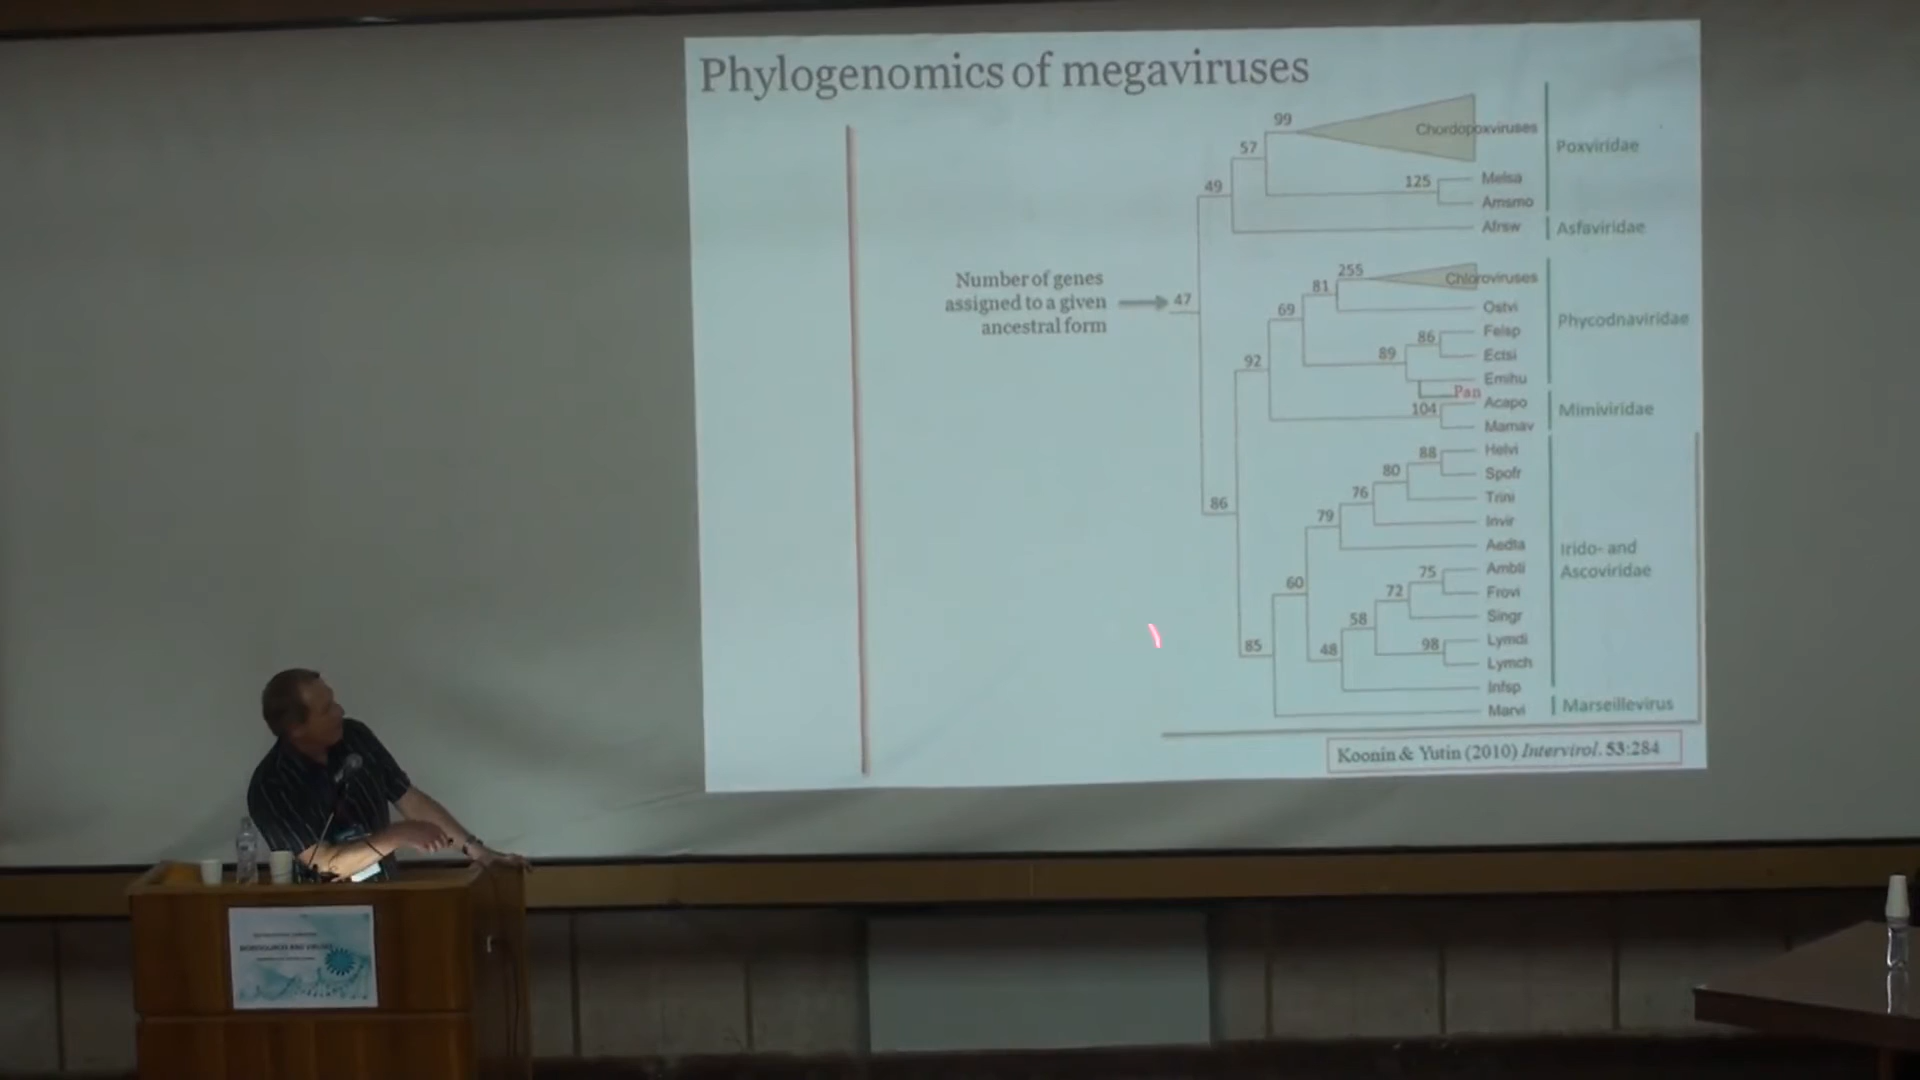 Phylogenomics of megaviruses
99
Chordopoxviruses
57
Poxviridae
125
Melsa
49
Amsmo
Afrsw
Asfaviridae
Number of genes
assigned to a given
ancestral form
47
255
Chloroviruses
81
69
Ostvi
Phycodnaviridae
86
Felsp
89
Ectsi
92
Emihu
Pan
104
Acapo
Mimiviridae
Mamav
88
Helvi
80
Spofr
76
Trini
86
79
Invir
Aedta
Irido- and
Ascoviridae
75
Ambti
60
72
Frovi
58
Singr
85
48
98
Lymdi
Lymch
Infsp
Marvi
Marseillevirus
Koonin & Yutin (2010) Intervirol. 53:284